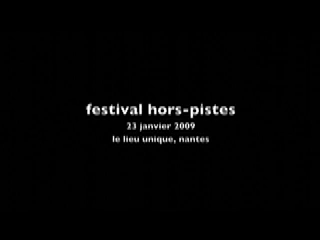 festival hors-pistes
23 janvier 2009
le lieu unique, nantes